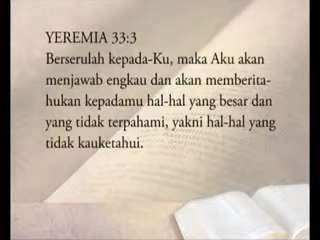 YEREMIA 33:3
Berserulah kepada-Ku, maka Aku akan
menjawab engkau dan akan memberita-
hukan kepadamu hal-hal yang besar dan
yang tidak terpahami, yakni hal-hal yang
tidak kauketahui.